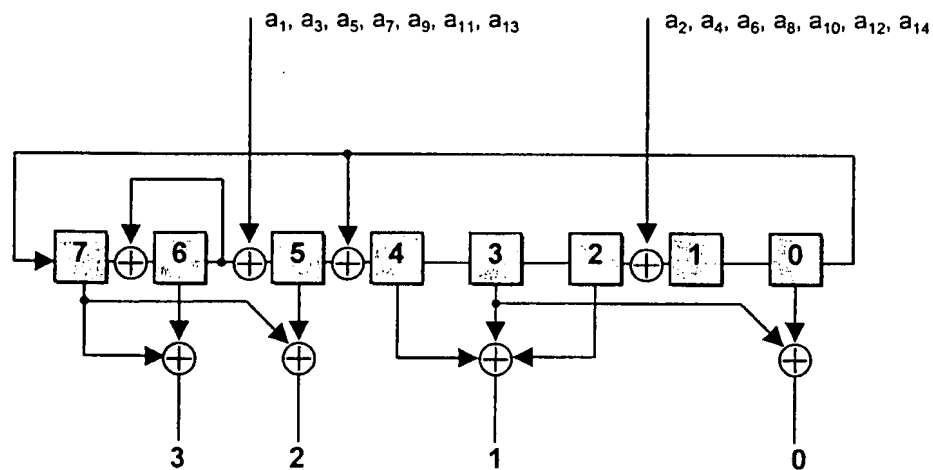 a1, a3, a5, a7, a9, a11, a13
a2, a4, a6, a8, a10, a12, a14
7 6 5 4 3 2 1 0
3 2 1 0